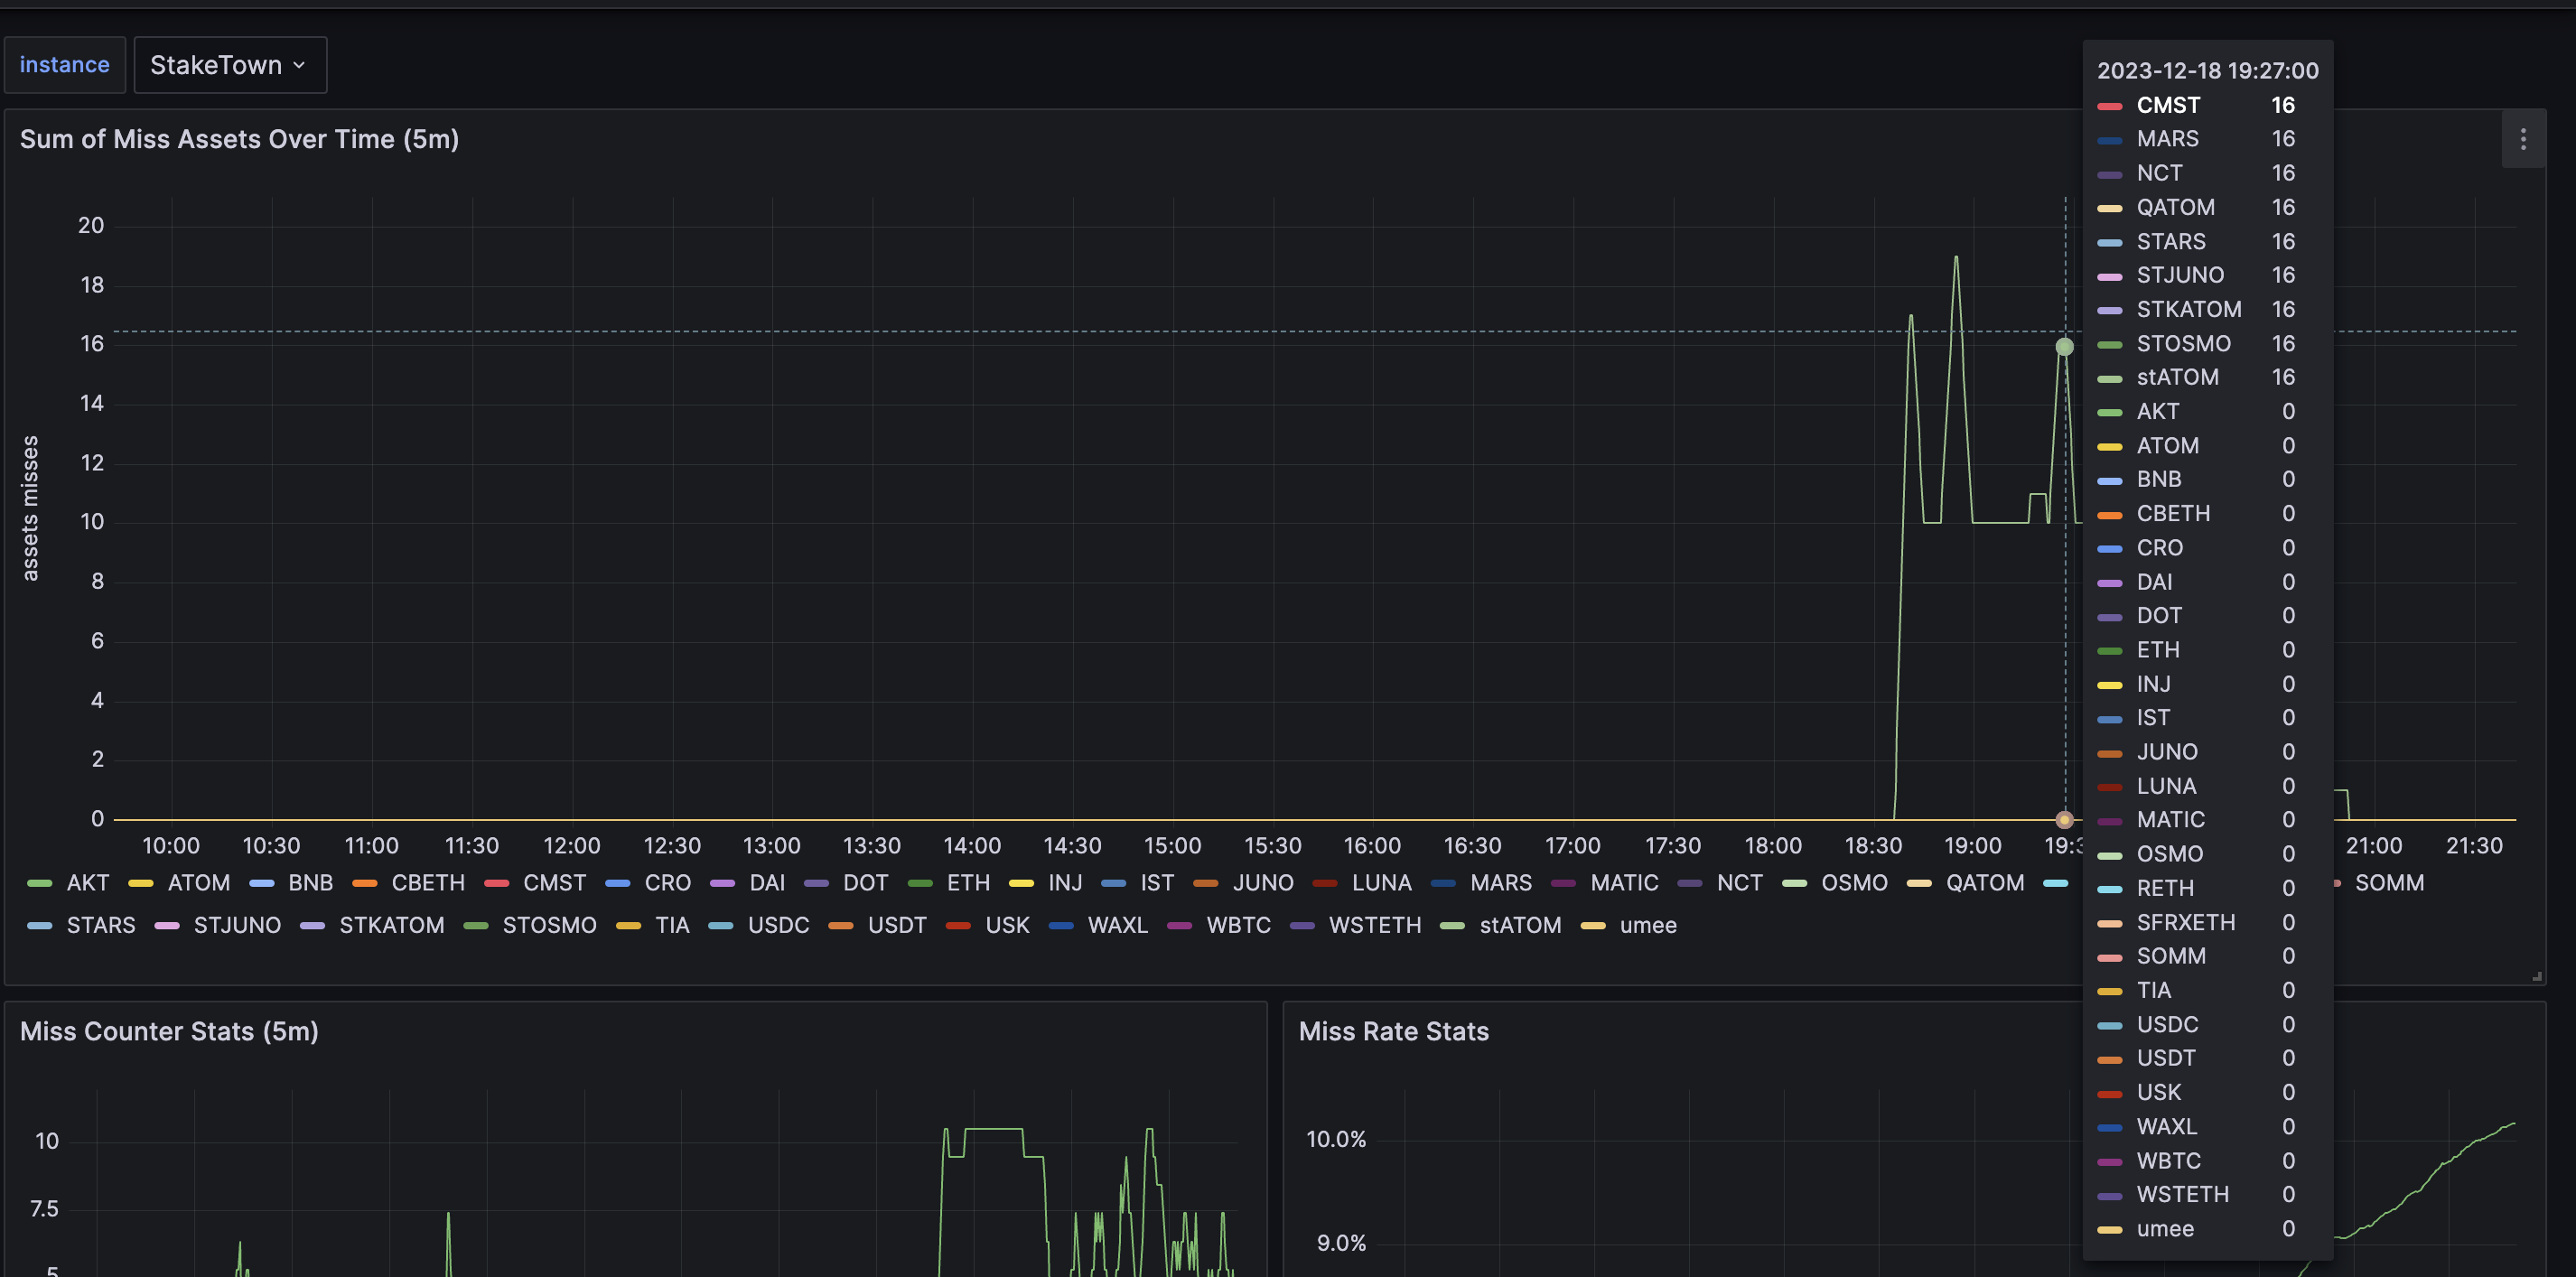 instance StakeTown
Sum of Miss Assets Over Time (5m)
assets misses
20
18
16
14
12
10
8
6
4
2
0
10:00 10:30 11:00 11:30 12:00 12:30 13:00 13:30 14:00 14:30 15:00 15:30 16:00 16:30 17:00 17:30 18:00 18:30 19:00 19:3 21:00 21:30
AKT ATOM BNB CBETH CMST CRO DAI DOT ETH INJ IST JUNO LUNA MARS MATIC NCT OSMO QATOM SOMM
STARS STJUNO STKATOM STOSMO TIA USDC USDT USK WAXL WBTC WSTETH stATOM umee
2023-12-18 19:27:00
CMST 16
MARS 16
NCT 16
QATOM 16
STARS 16
STJUNO 16
STKATOM 16
STOSMO 16
stATOM 16
AKT 0
ATOM 0
BNB 0
CBETH 0
CRO 0
DAI 0
DOT 0
ETH 0
INJ 0
IST 0
JUNO 0
LUNA 0
MATIC 0
OSMO 0
RETH 0
SFRXETH 0
SOMM 0
TIA 0
USDC 0
USDT 0
USK 0
WAXL 0
WBTC 0
WSTETH 0
umee 0
Miss Counter Stats (5m)
10
7.5
5
Miss Rate Stats
10.0%
9.0%